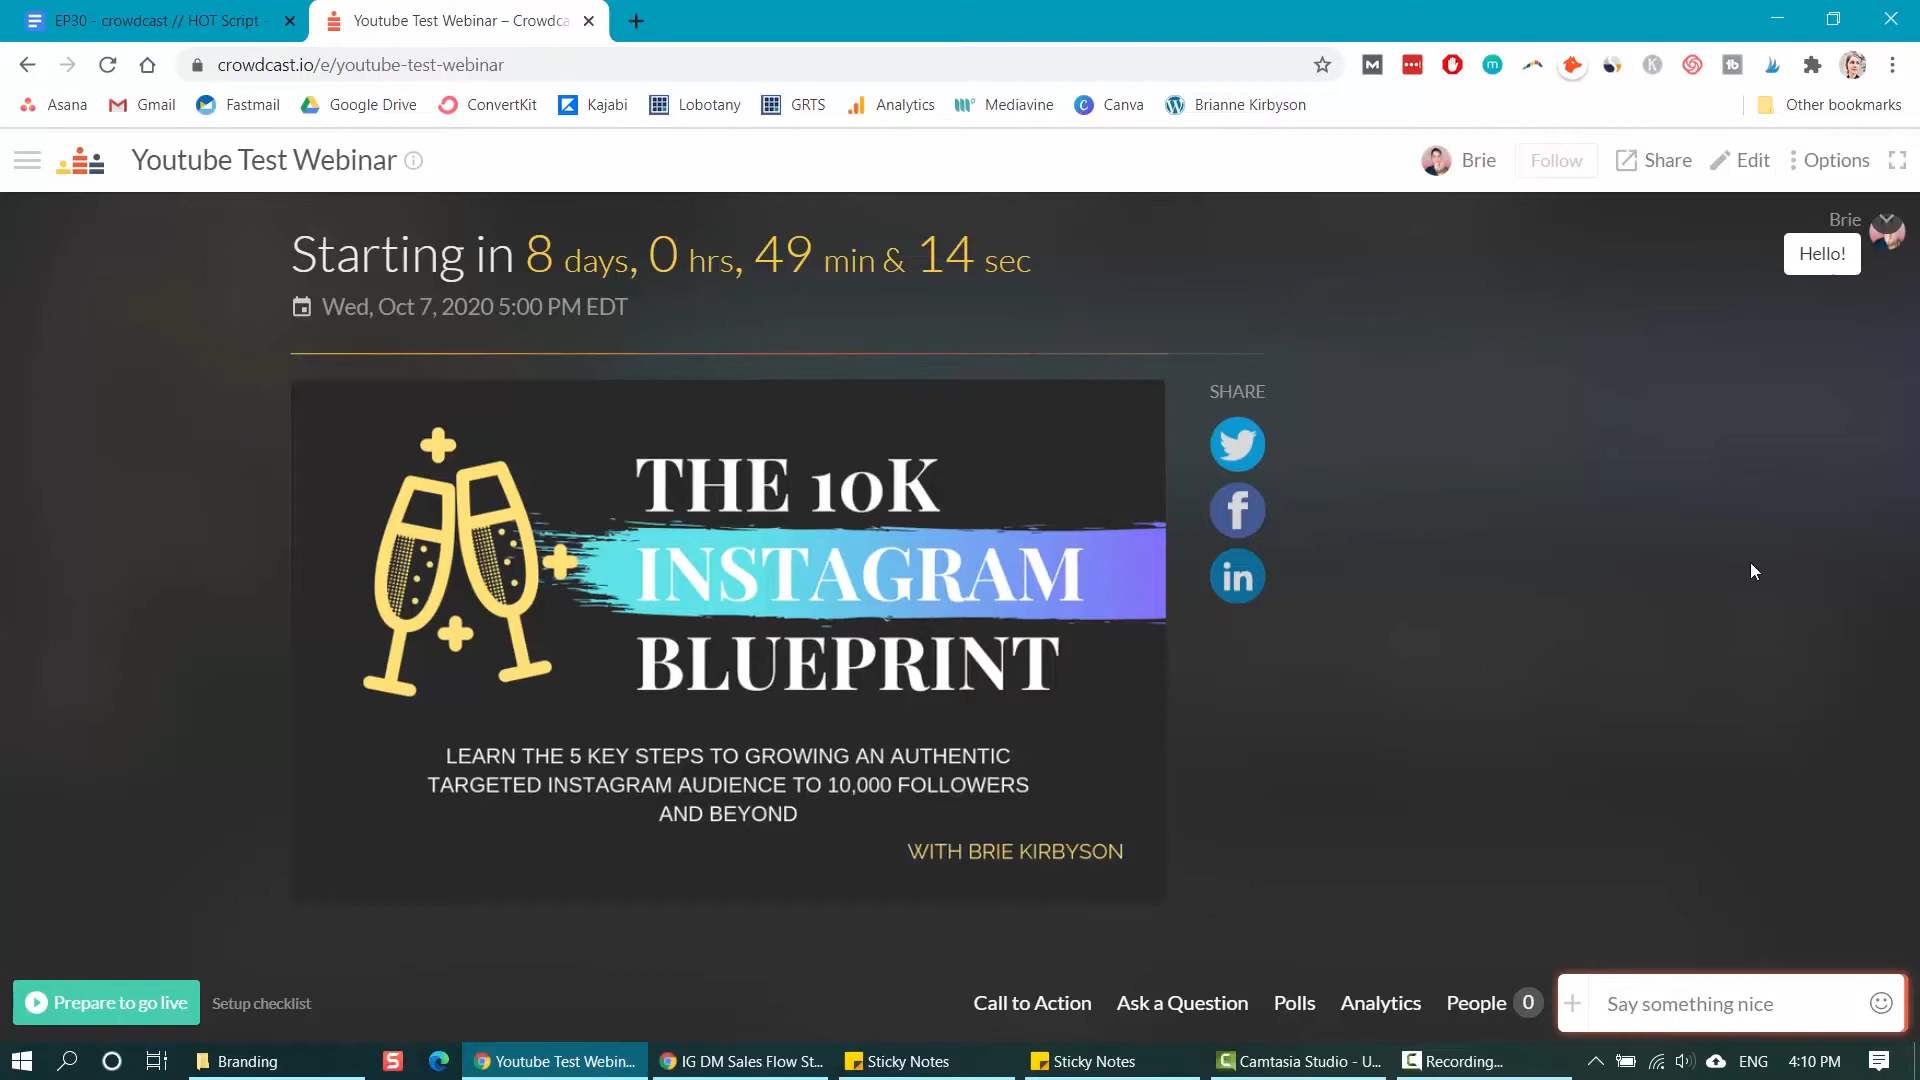 EP30 - crowdcast // HOT Script -
Youtube Test Webinar – Crowdca
crowdcast.io/e/youtube-test-webinar
Asana
Gmail
Fastmail
Google Drive
ConvertKit
Kajabi
Lobotany
GRTS
Analytics
Mediavine
Canva
Brianne Kirbyson
Other bookmarks
Youtube Test Webinar
Brie
Follow
Share
Edit
Options
Starting in 8 days, 0 hrs, 49 min & 14 sec
Wed, Oct 7, 2020 5:00 PM EDT
Brie
Hello!
SHARE
THE 10K
INSTAGRAM
BLUEPRINT
LEARN THE 5 KEY STEPS TO GROWING AN AUTHENTIC
TARGETED INSTAGRAM AUDIENCE TO 10,000 FOLLOWERS
AND BEYOND
WITH BRIE KIRBYSON
Prepare to go live
Setup checklist
Call to Action
Ask a Question
Polls
Analytics
People 0
Say something nice
Branding
Youtube Test Webin...
IG DM Sales Flow St...
Sticky Notes
Sticky Notes
Camtasia Studio - U...
Recording...
ENG
4:10 PM